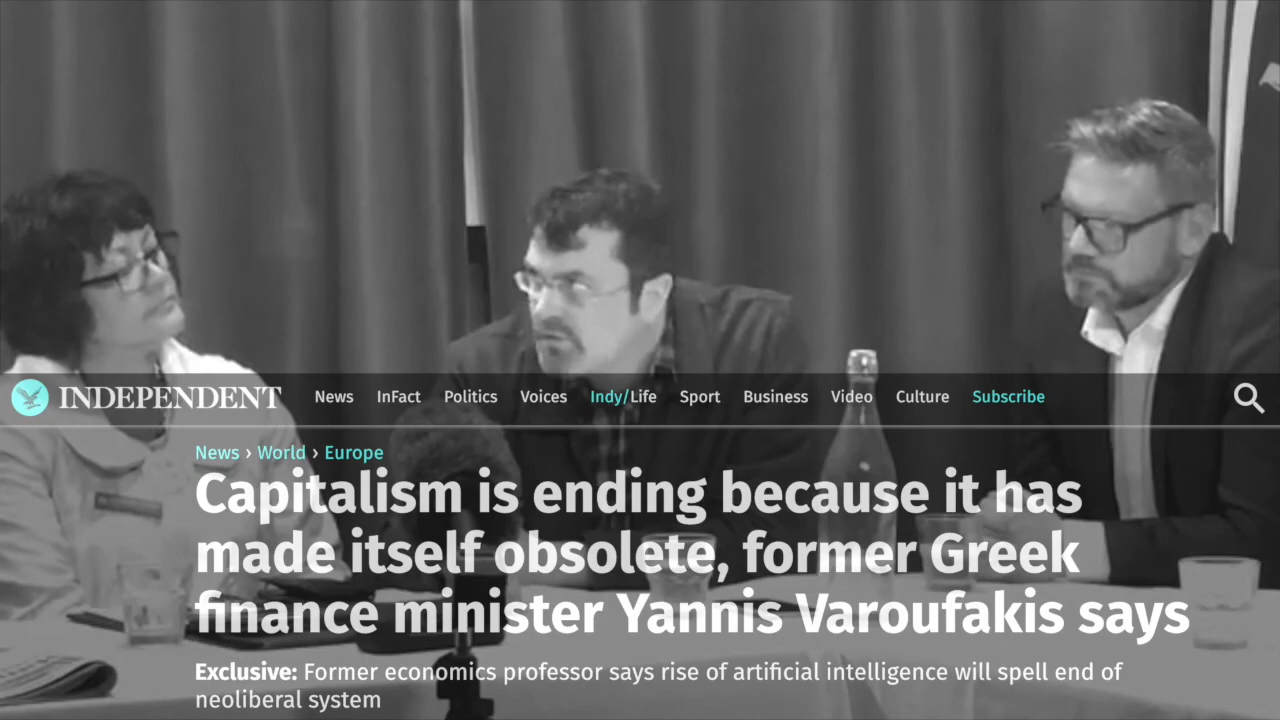 INDEPENDENT News InFact Politics Voices Indy/Life Sport Business Video Culture Subscribe
News › World › Europe
Capitalism is ending because it has
made itself obsolete, former Greek
finance minister Yannis Varoufakis says
Exclusive: Former economics professor says rise of artificial intelligence will spell end of
neoliberal system